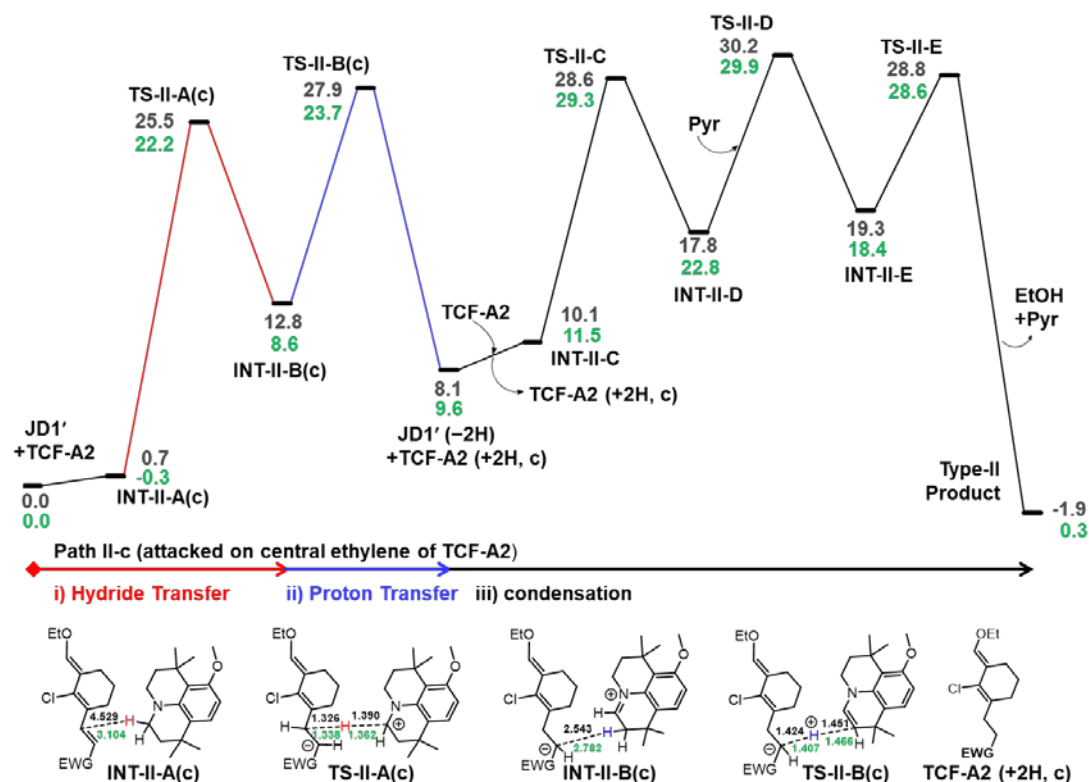 TS-II-D
30.2
29.9
TS-II-B(c)
27.9
23.7
TS-II-C
28.6
29.3
TS-II-E
28.8
28.6
TS-II-A(c)
25.5
22.2
Pyr
17.8
22.8
INT-II-D
19.3
18.4
INT-II-E
12.8
8.6
INT-II-B(c)
TCF-A2
10.1
11.5
INT-II-C
EtOH
+Pyr
8.1
9.6
TCF-A2 (+2H, c)
JD1′ (−2H)
+TCF-A2 (+2H, c)
JD1′
+TCF-A2
0.7
-0.3
INT-II-A(c)
0.0
0.0
Type-II
Product
-1.9
0.3
Path II-c (attacked on central ethylene of TCF-A2)
i) Hydride Transfer
ii) Proton Transfer
iii) condensation
EtO
Cl
4.529
3.104
H
H
N
O
EWG
INT-II-A(c)
EtO
Cl
H
1.326
1.390
1.338
1.362
H
H
H
N
O
+
−
EWG
TS-II-A(c)
EtO
Cl
2.543
2.782
H
H
H
N
+
O
−
EWG
INT-II-B(c)
EtO
Cl
1.424
1.451
1.407
1.466
H
+
H
N
O
−
EWG
TS-II-B(c)
OEt
Cl
EWG
TCF-A2 (+2H, c)